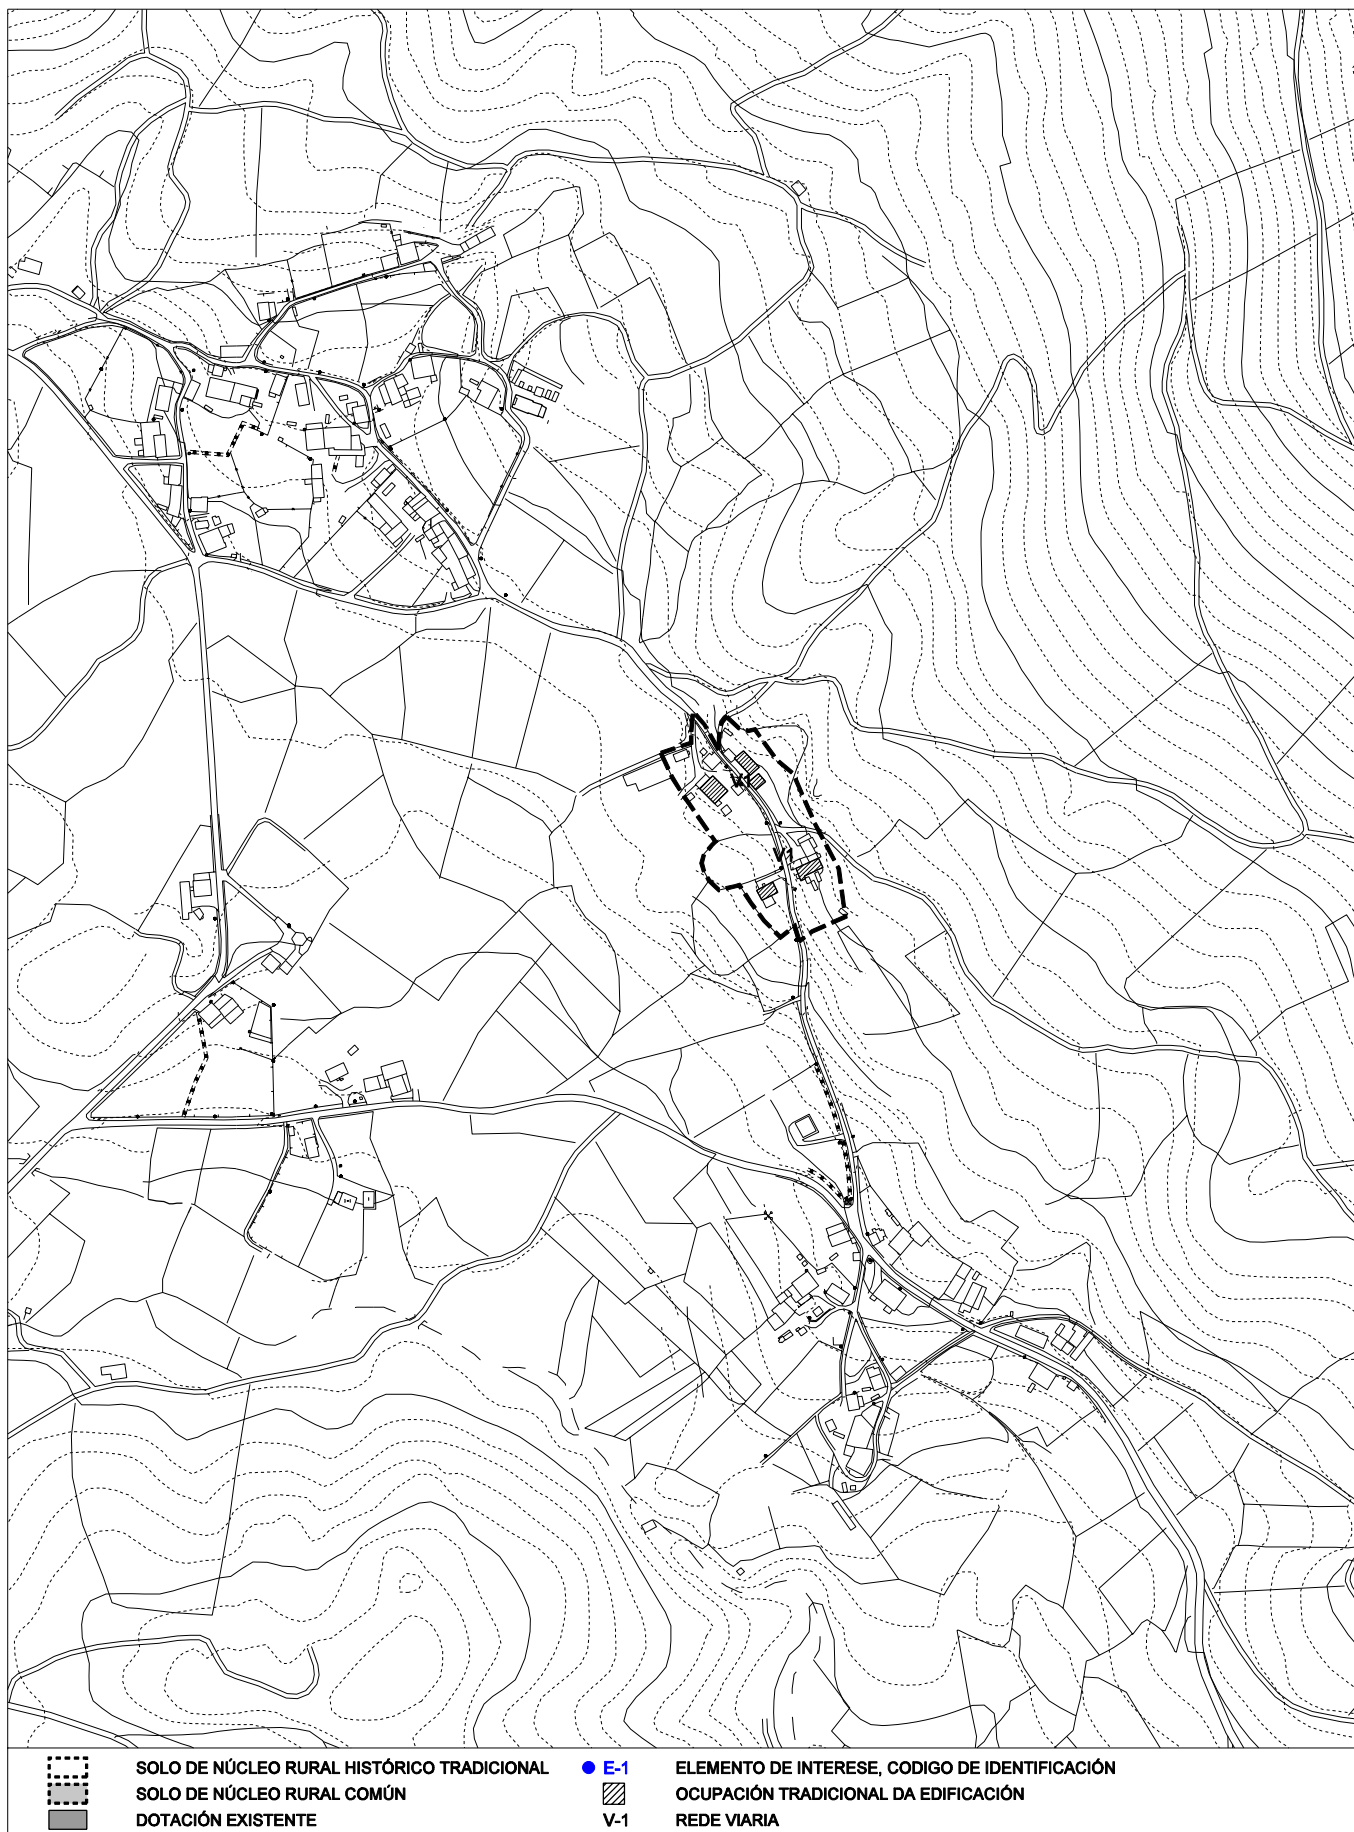 SOLO DE NÚCLEO RURAL HISTÓRICO TRADICIONAL
SOLO DE NÚCLEO RURAL COMÚN
DOTACIÓN EXISTENTE
E-1 ELEMENTO DE INTERESE, CODIGO DE IDENTIFICACIÓN
OCUPACIÓN TRADICIONAL DA EDIFICACIÓN
V-1 REDE VIARIA